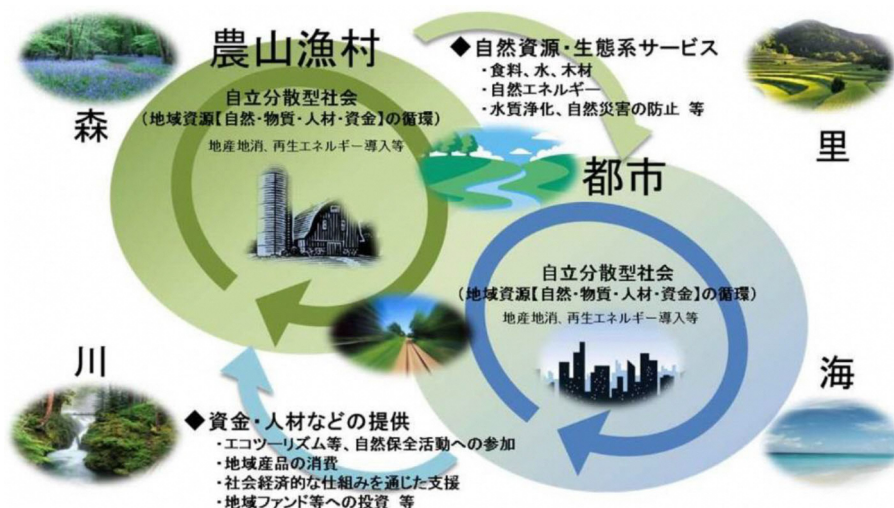 農山漁村
◆自然資源・生態系サービス
・食料、水、木材
・自然エネルギー
・水質浄化、自然災害の防止 等
森
自立分散型社会
(地域資源【自然・物質・人材・資金】の循環)
地産地消、再生エネルギー導入等
里
都市
自立分散型社会
(地域資源【自然・物質・人材・資金】の循環)
地産地消、再生エネルギー導入等
川
海
◆資金・人材などの提供
・エコツーリズム等、自然保全活動への参加
・地域産品の消費
・社会経済的な仕組みを通じた支援
・地域ファンド等への投資 等